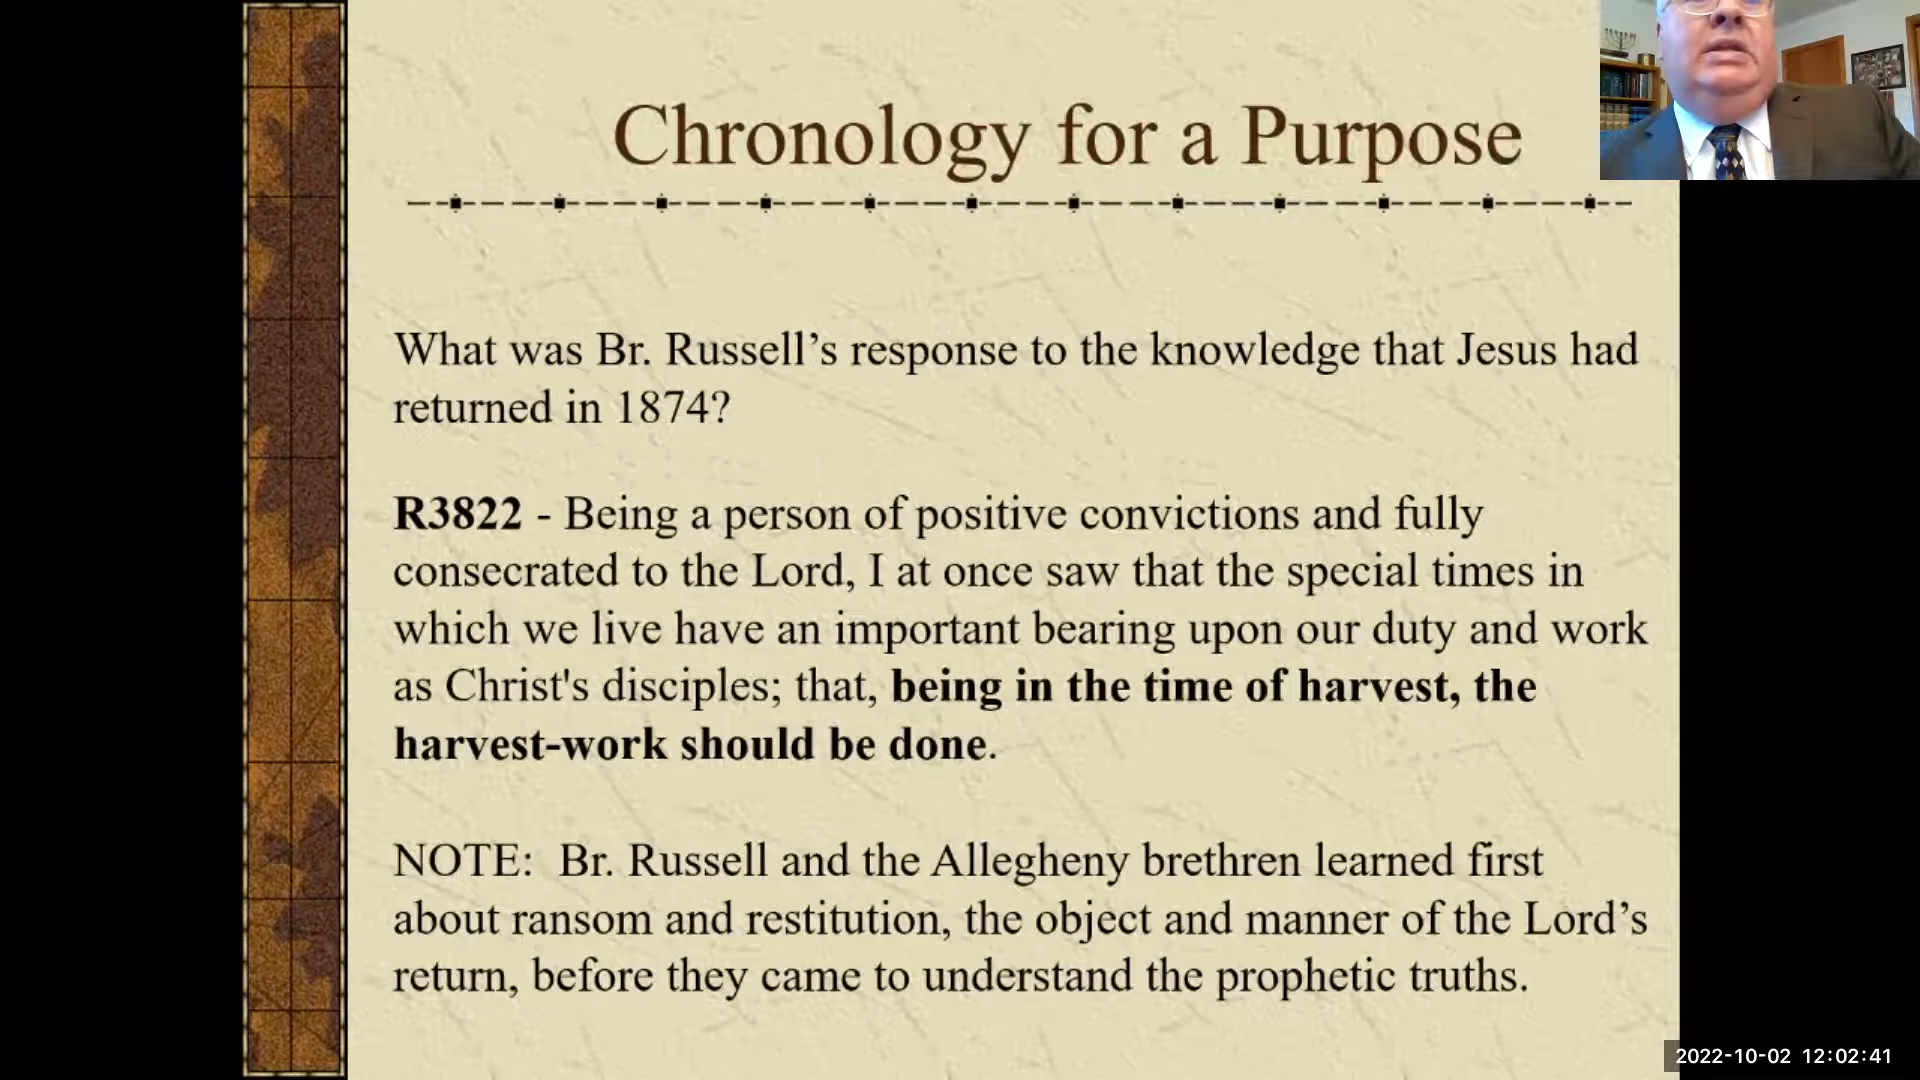 Chronology for a Purpose
What was Br. Russell’s response to the knowledge that Jesus had
returned in 1874?
R3822 - Being a person of positive convictions and fully
consecrated to the Lord, I at once saw that the special times in
which we live have an important bearing upon our duty and work
as Christ's disciples; that, being in the time of harvest, the
harvest-work should be done.
NOTE:  Br. Russell and the Allegheny brethren learned first
about ransom and restitution, the object and manner of the Lord’s
return, before they came to understand the prophetic truths.
2022-10-02 12:02:41